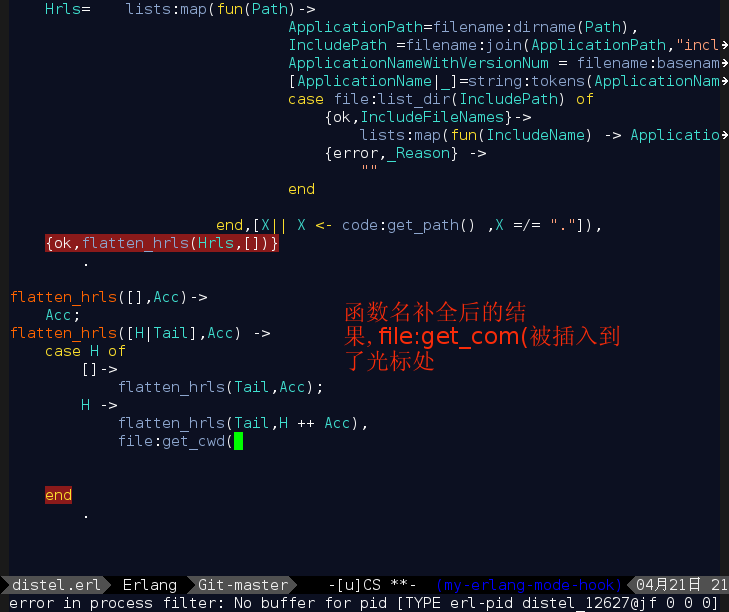 Hrls=    lists:map(fun(Path)->
ApplicationPath=filename:dirname(Path),
IncludePath =filename:join(ApplicationPath,"incl
ApplicationNameWithVersionNum = filename:basenam
[ApplicationName|_]=string:tokens(ApplicationNam
case file:list_dir(IncludePath) of
{ok,IncludeFileNames}->
lists:map(fun(IncludeName) -> Applicatio
{error,_Reason} ->
""
end
end,[X|| X <- code:get_path() ,X =/= "."]),
{ok,flatten_hrls(Hrls,[])}
.
flatten_hrls([],Acc)->
Acc;
flatten_hrls([H|Tail],Acc) ->
case H of
[]->
flatten_hrls(Tail,Acc);
H ->
flatten_hrls(Tail,H ++ Acc),
file:get_cwd(
end
.
函数名补全后的结
果, file:get_com(被插入到
了光标处
distel.erl Erlang Git-master -[u]CS **- (my-erlang-mode-hook) 04月21日 21
error in process filter: No buffer for pid [TYPE erl-pid distel_12627@jf 0 0 0]